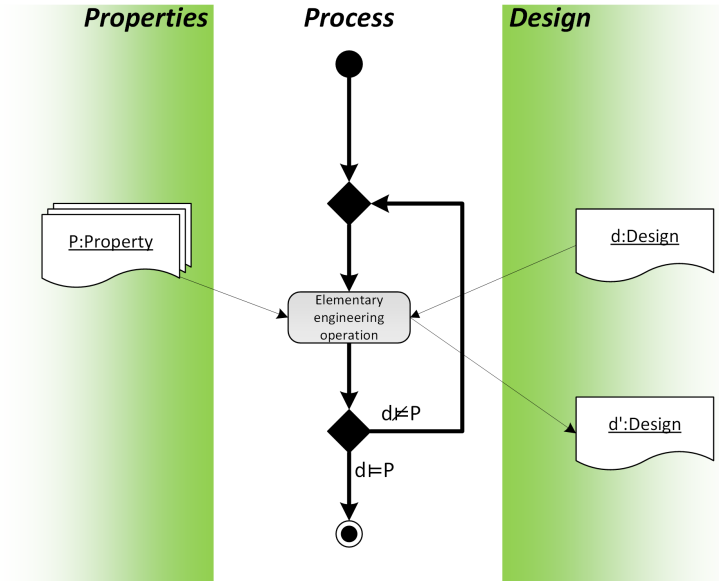 Properties
Process
Design
P:Property
d:Design
Elementary
engineering
operation
d⊭P
d':Design
d⊨P